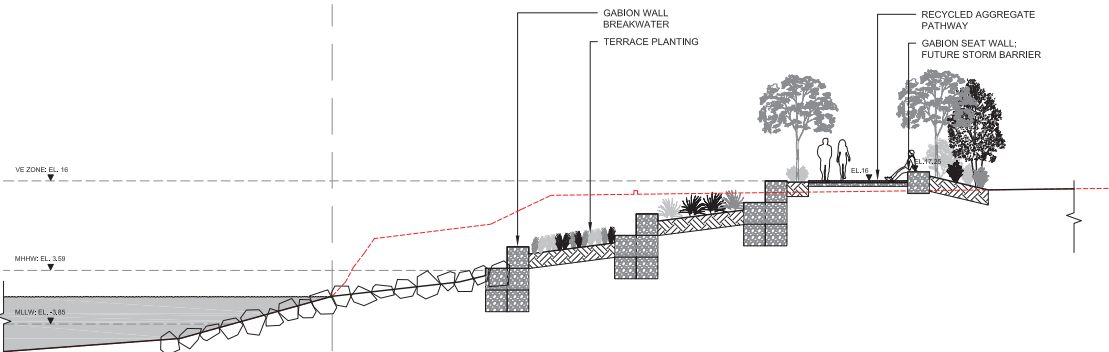 GABION WALL
BREAKWATER
TERRACE PLANTING
RECYCLED AGGREGATE
PATHWAY
GABION SEAT WALL;
FUTURE STORM BARRIER
VE ZONE: EL. 16
EL.16
EL.17.25
MHHW: EL. 3.59
MLLW: EL. -3.85